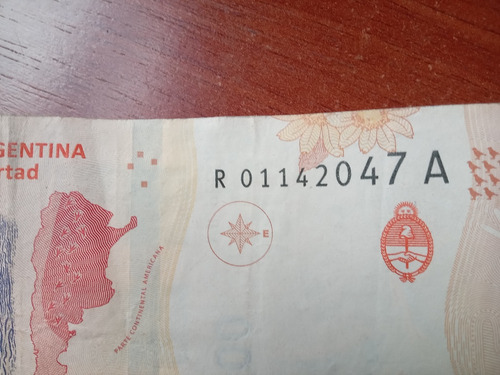 GENTINA
rtad
R 01142047 A
E
PARTE CONTINENTAL AMERICANA